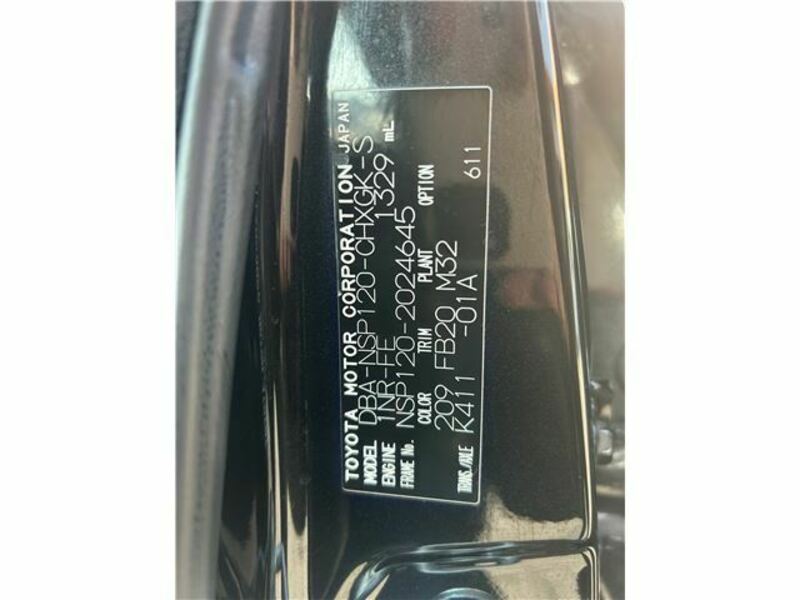 TOYOTA MOTOR CORPORATION JAPAN
MODEL DBA-NSP120-CHXGK-S
ENGINE 1NR-FE 1329 mL
FRAME No. NSP120-2024645
COLOR TRIM PLANT OPTION
209 FB20 M32 611
TRANS./AXLE K411 -01A